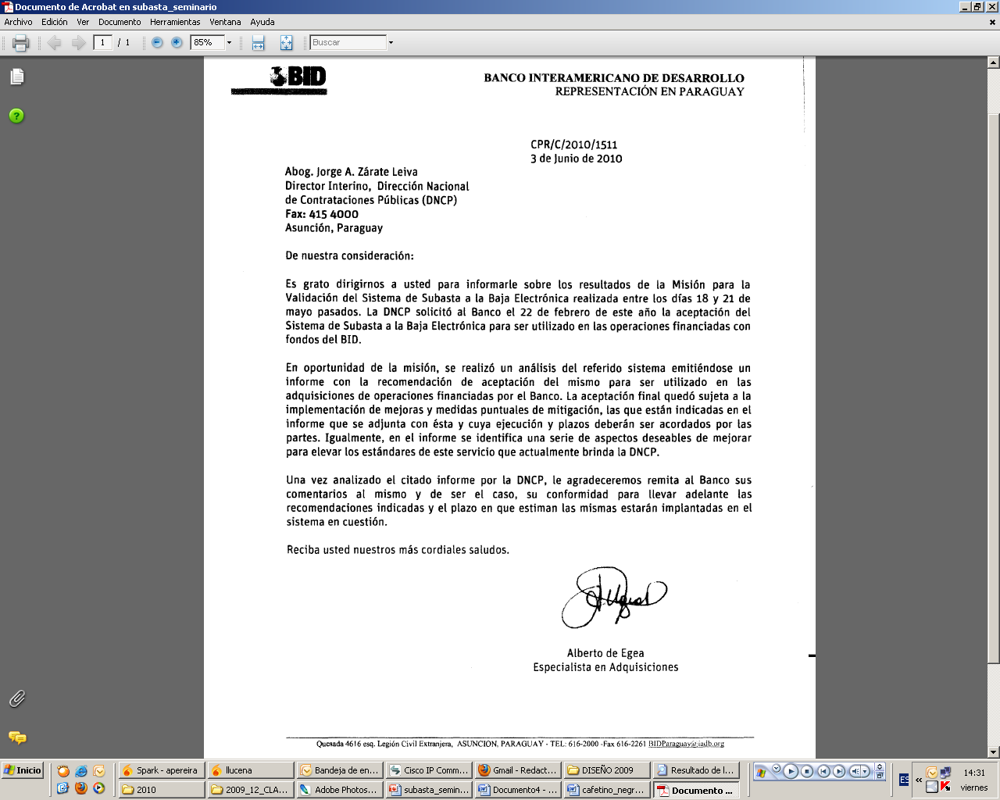 Documento de Acrobat en subasta_seminario
Archivo Edición Ver Documento Herramientas Ventana Ayuda
1 / 1 85% Buscar
BID
BANCO INTERAMERICANO DE DESARROLLO
REPRESENTACIÓN EN PARAGUAY
CPR/C/2010/1511
3 de Junio de 2010
Abog. Jorge A. Zárate Leiva
Director Interino, Dirección Nacional
de Contrataciones Públicas (DNCP)
Fax: 415 4000
Asunción, Paraguay
De nuestra consideración:
Es grato dirigirnos a usted para informarle sobre los resultados de la Misión para la
Validación del Sistema de Subasta a la Baja Electrónica realizada entre los días 18 y 21 de
mayo pasados. La DNCP solicitó al Banco el 22 de febrero de este año la aceptación del
Sistema de Subasta a la Baja Electrónica para ser utilizado en las operaciones financiadas con
fondos del BID.
En oportunidad de la misión, se realizó un análisis del referido sistema emitiéndose un
informe con la recomendación de aceptación del mismo para ser utilizado en las
adquisiciones de operaciones financiadas por el Banco. La aceptación final quedó sujeta a la
implementación de mejoras y medidas puntuales de mitigación, las que están indicadas en el
informe que se adjunta con ésta y cuya ejecución y plazos deberán ser acordados por las
partes. Igualmente, en el informe se identifica una serie de aspectos deseables de mejorar
para elevar los estándares de este servicio que actualmente brinda la DNCP.
Una vez analizado el citado informe por la DNCP, le agradeceremos remita al Banco sus
comentarios al mismo y de ser el caso, su conformidad para llevar adelante las
recomendaciones indicadas y el plazo en que estiman las mismas estarán implantadas en el
sistema en cuestión.
Reciba usted nuestros más cordiales saludos.
Alberto de Egea
Especialista en Adquisiciones
Quesada 4616 esq. Legión Civil Extranjera, ASUNCION, PARAGUAY - TEL: 616-2000 -Fax 616-2261 BIDParaguay@iadb.org
Inicio Spark - apereira llucena Bandeja de en... Cisco IP Comm... Gmail - Redact... DISEÑO 2009 Resultado de l... ES 14:31
2010 2009_12_CLA... Adobe Photos... subasta_semin... Documento4 - ... cafetino_negr... Documento ... viernes